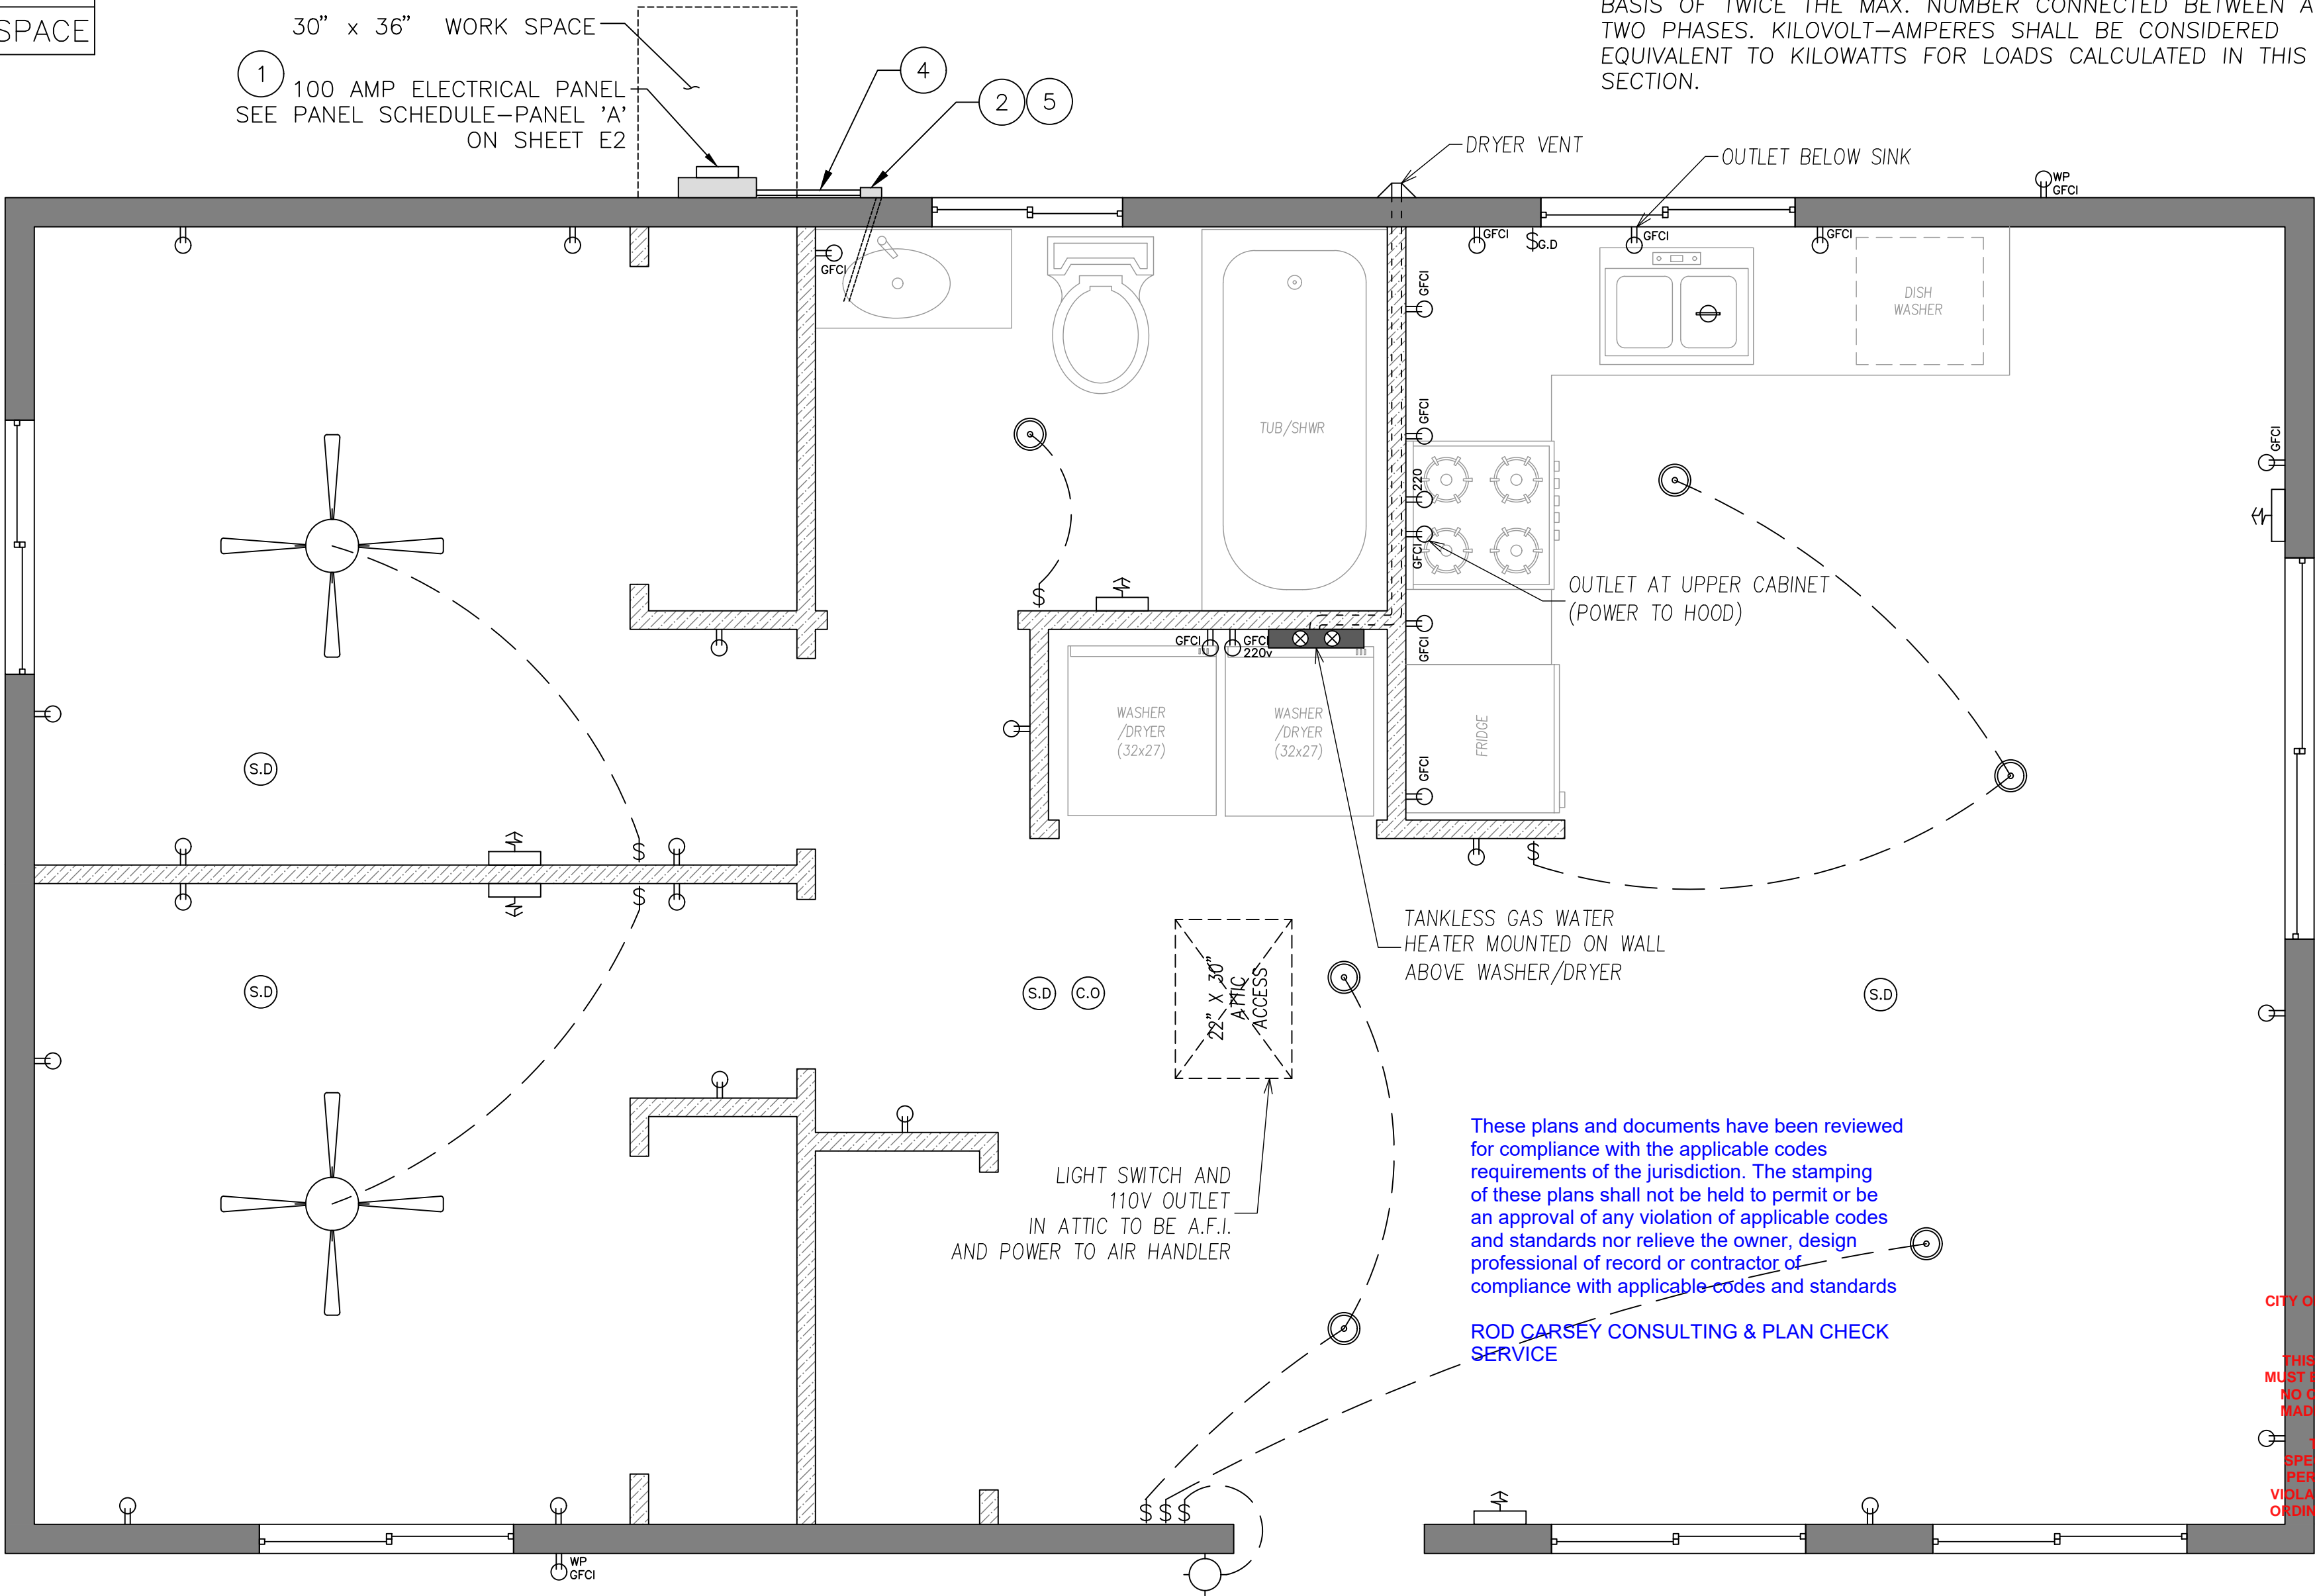 SPACE
30” x 36” WORK SPACE
1
100 AMP ELECTRICAL PANEL
SEE PANEL SCHEDULE–PANEL 'A'
ON SHEET E2
4
2
5
BASIS OF TWICE THE MAX. NUMBER CONNECTED BETWEEN A
TWO PHASES. KILOVOLT–AMPERES SHALL BE CONSIDERED
EQUIVALENT TO KILOWATTS FOR LOADS CALCULATED IN THIS
SECTION.
DRYER VENT
OUTLET BELOW SINK
WP
GFCI
GFCI
GFCI
$G.D
GFCI
GFCI
GFCI
DISH
WASHER
TUB/SHWR
GFCI
GFCI
220
GFCI
$
OUTLET AT UPPER CABINET
(POWER TO HOOD)
GFCI
GFCI
220v
GFCI
WASHER
/DRYER
(32x27)
WASHER
/DRYER
(32x27)
FRIDGE
GFCI
S.D
$
$
$
TANKLESS GAS WATER
HEATER MOUNTED ON WALL
ABOVE WASHER/DRYER
S.D
S.D
C.O
22” X 30”
ATTIC
ACCESS
S.D
LIGHT SWITCH AND
110V OUTLET
IN ATTIC TO BE A.F.I.
AND POWER TO AIR HANDLER
These plans and documents have been reviewed
for compliance with the applicable codes
requirements of the jurisdiction. The stamping
of these plans shall not be held to permit or be
an approval of any violation of applicable codes
and standards nor relieve the owner, design
professional of record or contractor of
compliance with applicable codes and standards
ROD CARSEY CONSULTING & PLAN CHECK
SERVICE
CITY O
THIS
MUST
NO
MAD
SPE
PER
VIOLA
ORDIN
$ $ $
WP
GFCI